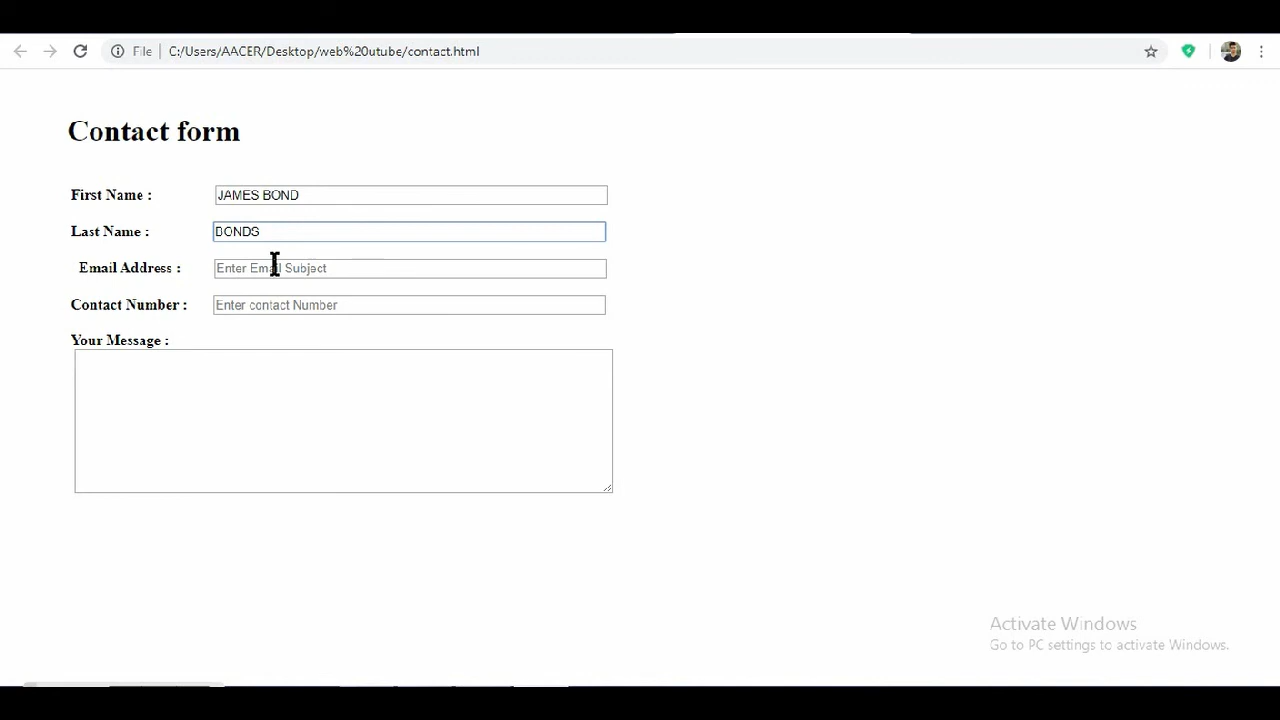 File C:/Users/AACER/Desktop/web%20utube/contact.html
Contact form
First Name : JAMES BOND
Last Name : BONDS
Email Address : Enter Email Subject
Contact Number : Enter contact Number
Your Message :
Activate Windows
Go to PC settings to activate Windows.